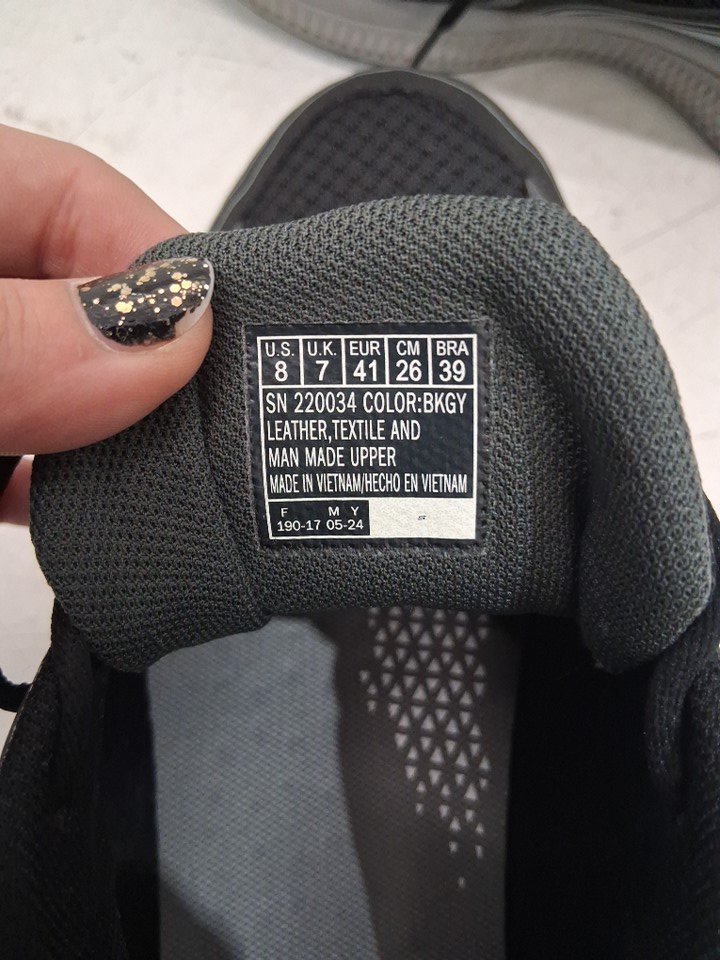 U.S. U.K. EUR CM BRA
8 7 41 26 39
SN 220034 COLOR:BKGY
LEATHER,TEXTILE AND
MAN MADE UPPER
MADE IN VIETNAM/HECHO EN VIETNAM
F M Y
190-17 05-24